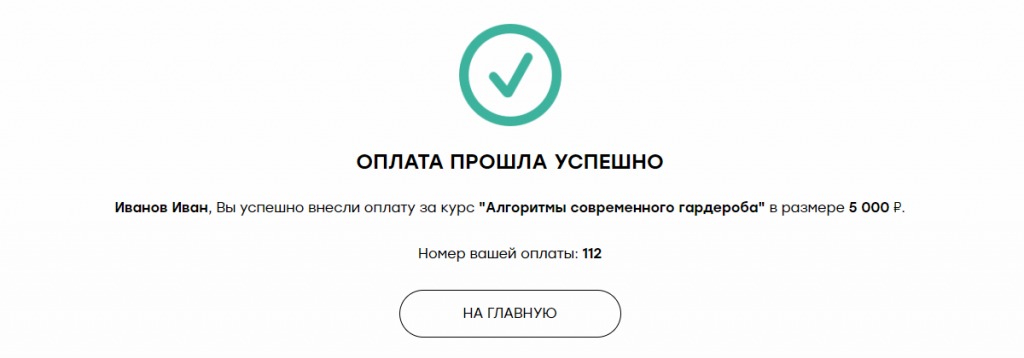 ОПЛАТА ПРОШЛА УСПЕШНО
Иванов Иван, Вы успешно внесли оплату за курс "Алгоритмы современного гардероба" в размере 5 000 ₽.
Номер вашей оплаты: 112
НА ГЛАВНУЮ